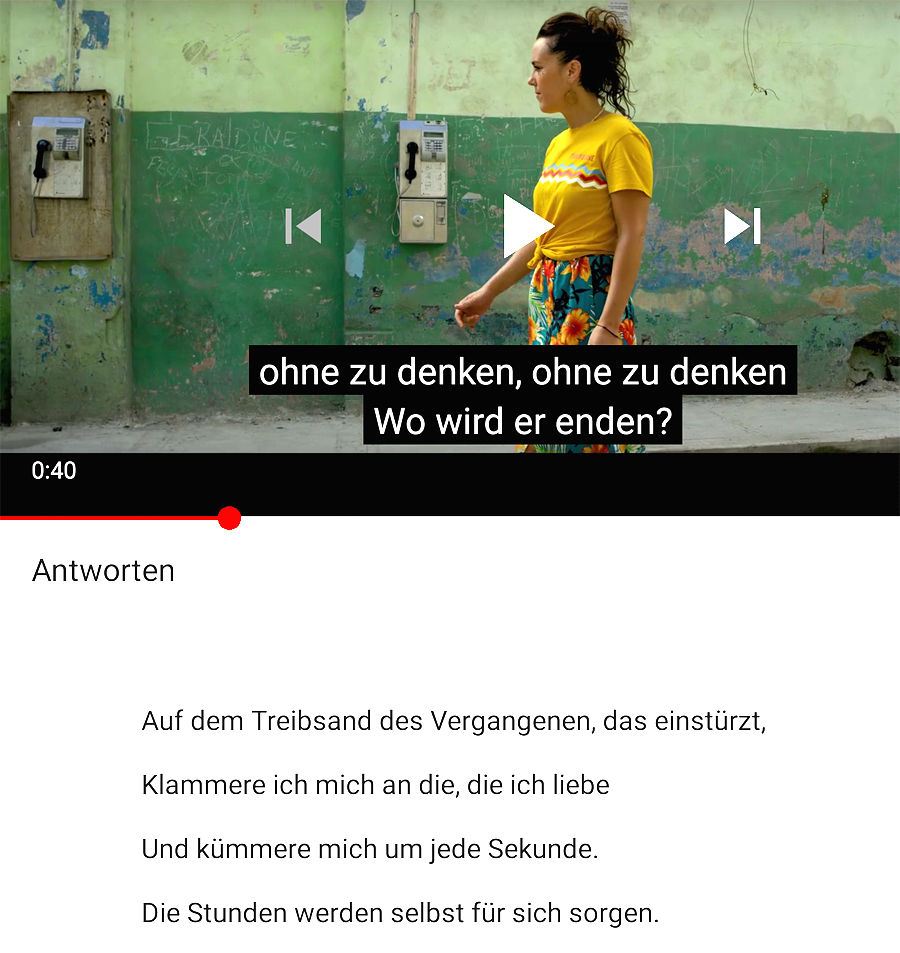 GERALDINE
ohne zu denken, ohne zu denken
Wo wird er enden?
0:40
Antworten
Auf dem Treibsand des Vergangenen, das einstürzt,
Klammere ich mich an die, die ich liebe
Und kümmere mich um jede Sekunde.
Die Stunden werden selbst für sich sorgen.